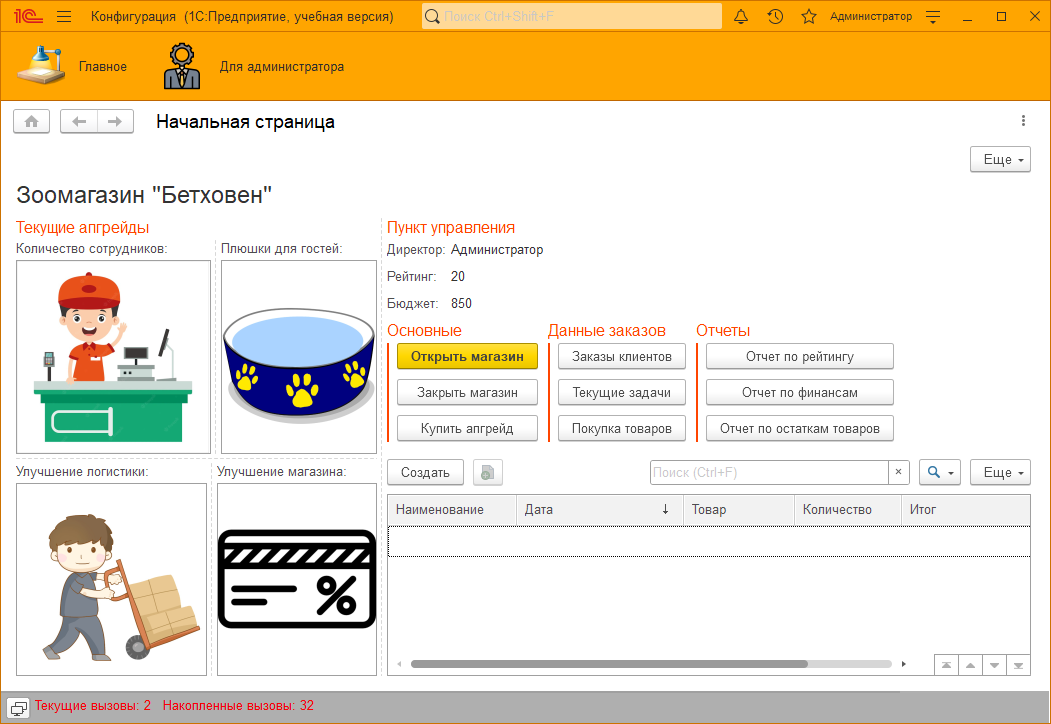 1С Конфигурация (1С:Предприятие, учебная версия) Поиск Ctrl+Shift+F Администратор
Главное Для администратора
Начальная страница
Еще
Зоомагазин "Бетховен"
Текущие апгрейды
Количество сотрудников: Плюшки для гостей:
Улучшение логистики: Улучшение магазина:
%
Пункт управления
Директор: Администратор
Рейтинг: 20
Бюджет: 850
Основные Данные заказов Отчеты
Открыть магазин Заказы клиентов Отчет по рейтингу
Закрыть магазин Текущие задачи Отчет по финансам
Купить апгрейд Покупка товаров Отчет по остаткам товаров
Создать Поиск (Ctrl+F) × Еще
Наименование Дата ↓ Товар Количество Итог
Текущие вызовы: 2 Накопленные вызовы: 32